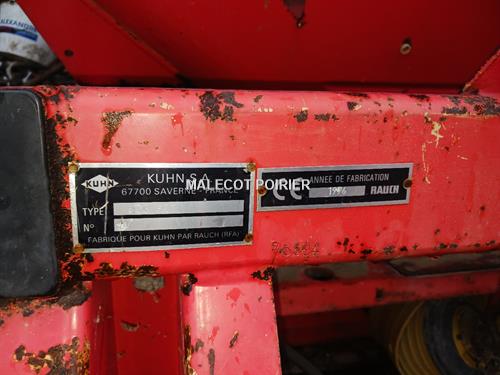 KUHN
KUHN S.A.
67700 SAVERNE - FRANCE
TYPE
N°
FABRIQUE POUR KUHN PAR RAUCH (RFA)
ANNEE DE FABRICATION
CE RAUCH
MALECOT POIRIER